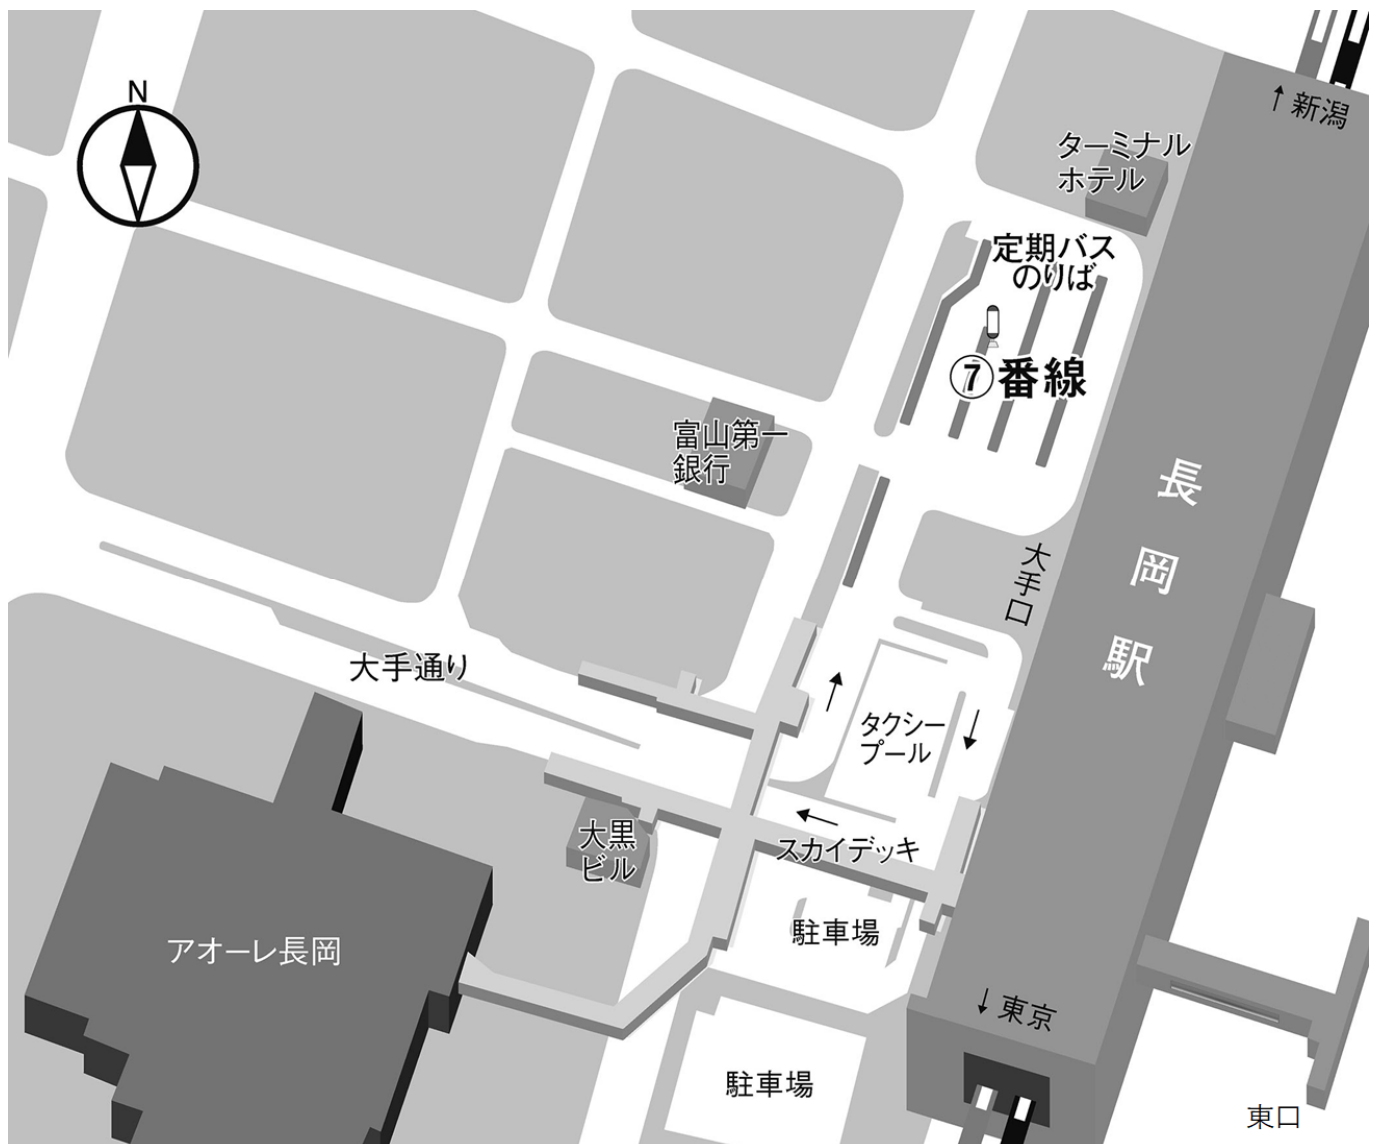 N
↑新潟
ターミナル
ホテル
定期バス
のりば
⑦番線
富山第一
銀行
長岡駅
大手口
大手通り
タクシー
プール
大黒
ビル
スカイデッキ
アオーレ長岡
駐車場
↓東京
駐車場
東口